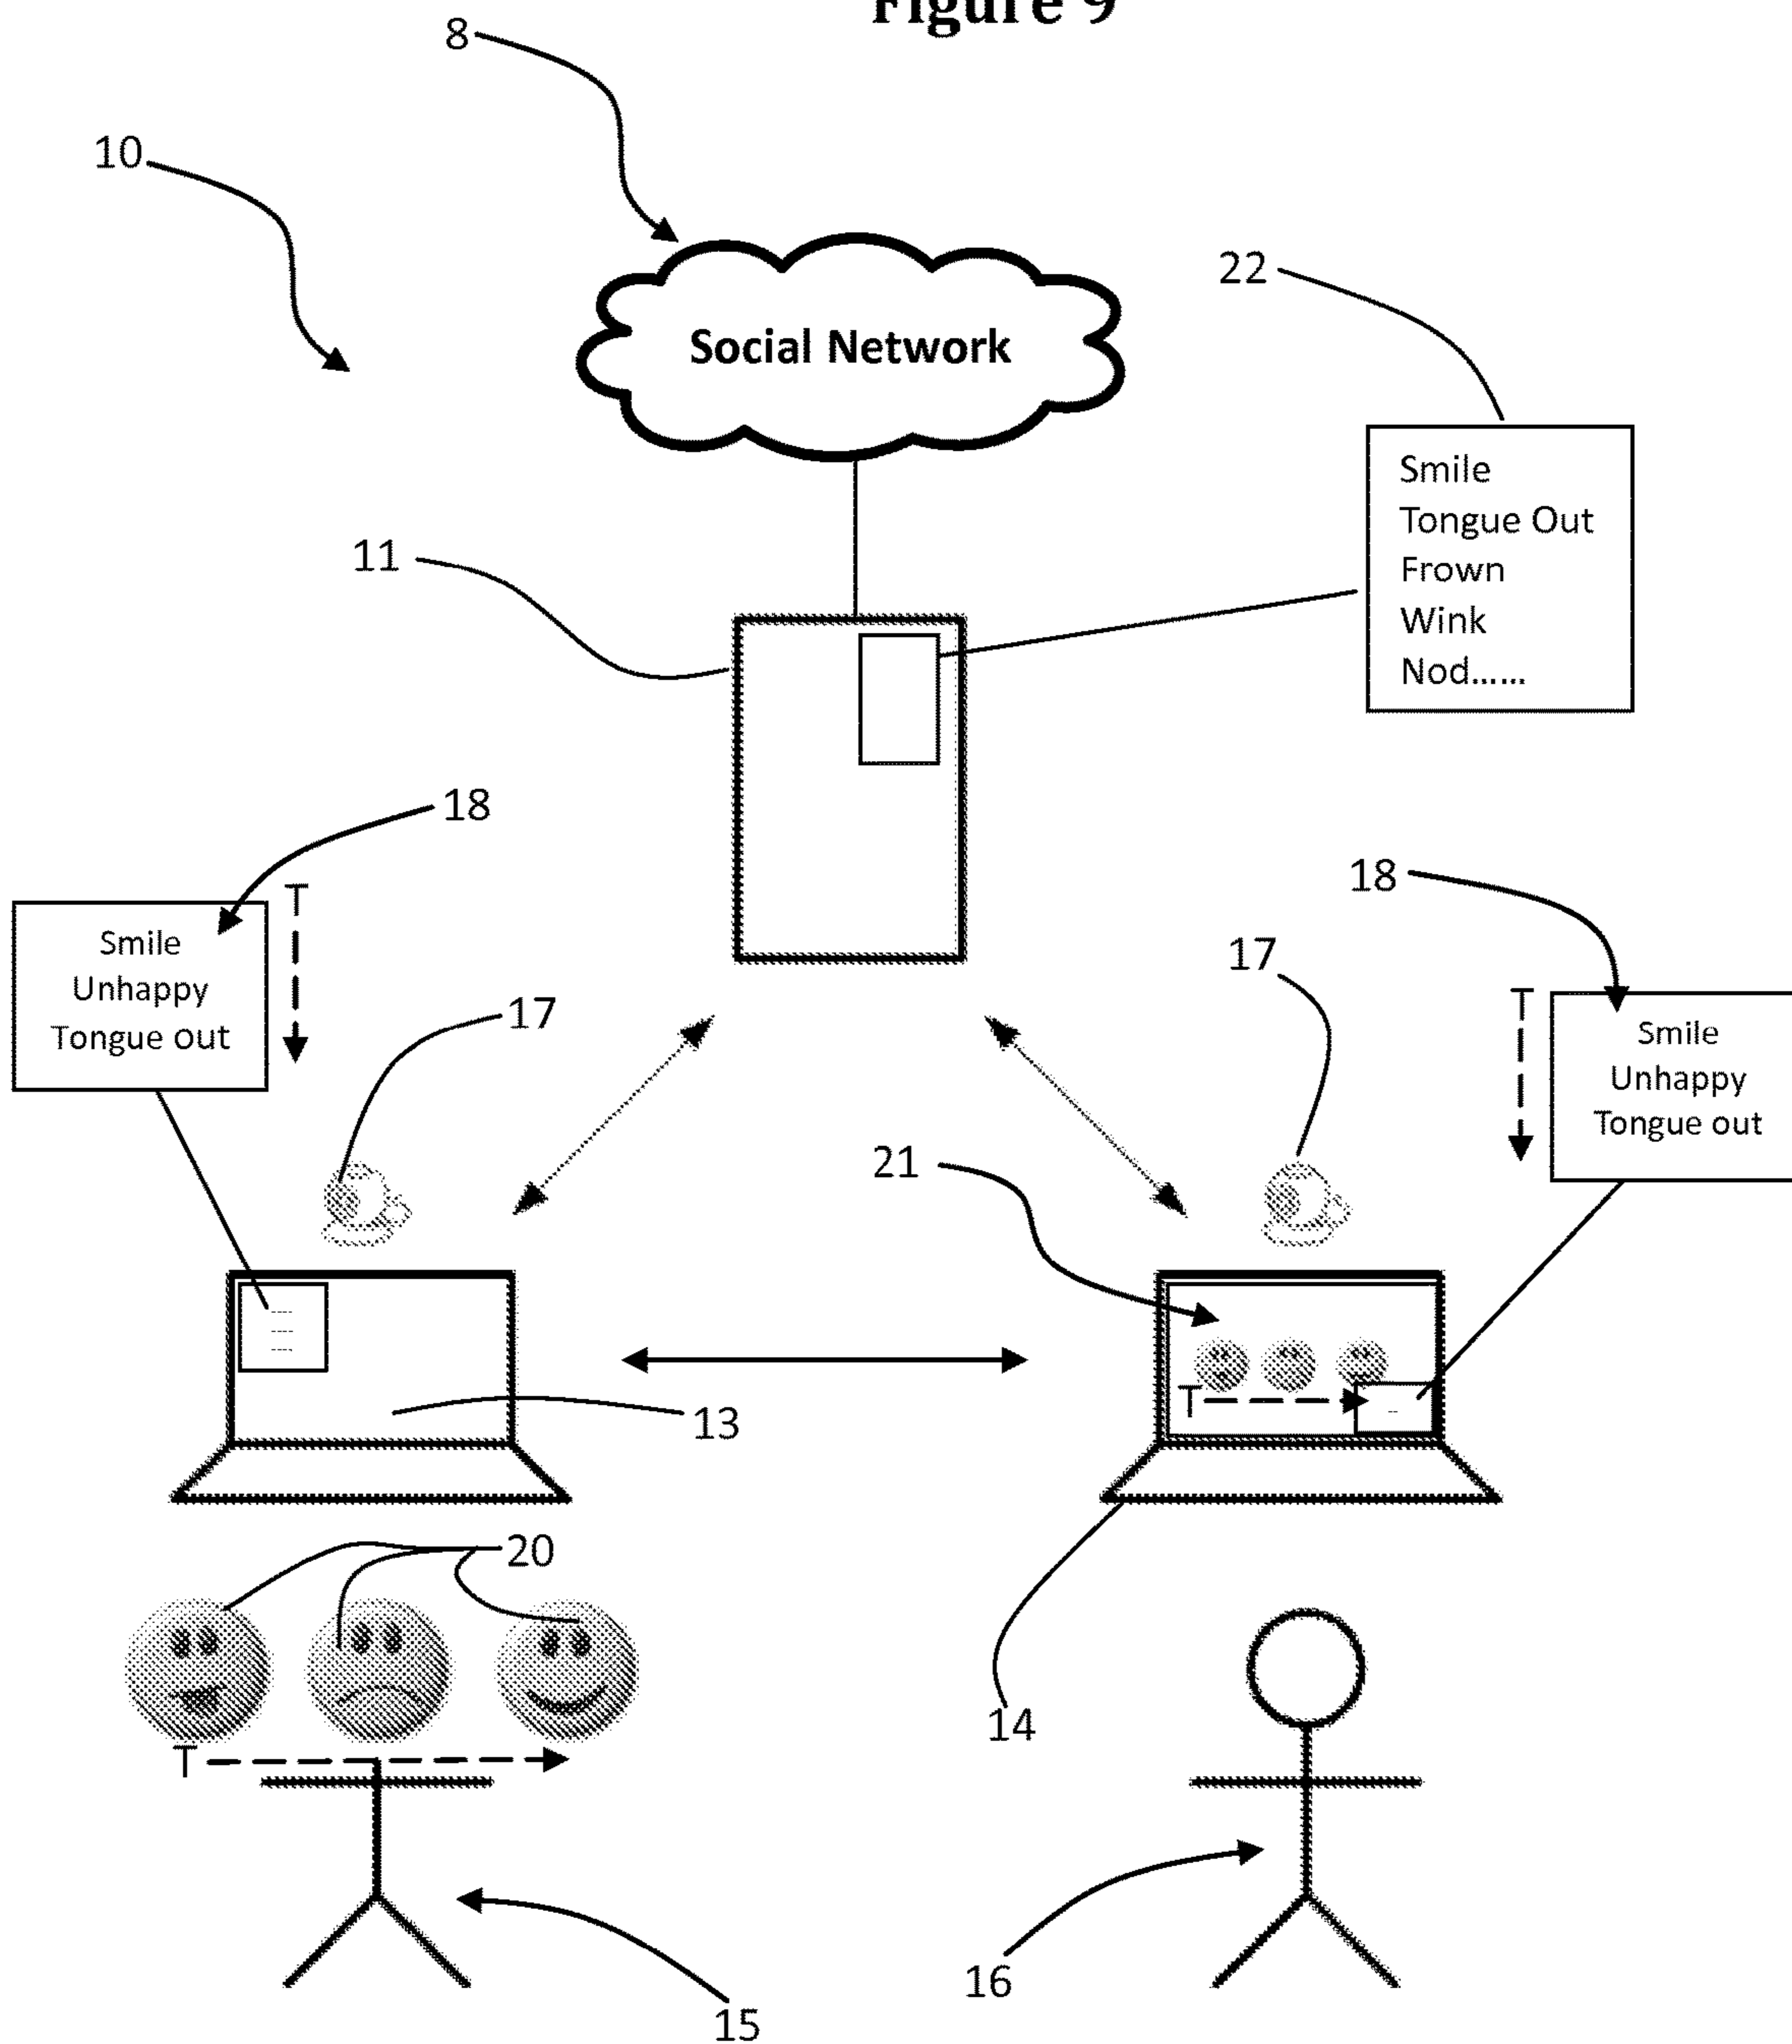 Figure 9
8
10
22
Social Network
Smile
Tongue Out
Frown
Wink
Nod......
11
18
18
T
Smile
Unhappy
Tongue out
17
17
T
Smile
Unhappy
Tongue out
21
T
13
20
14
T
16
15